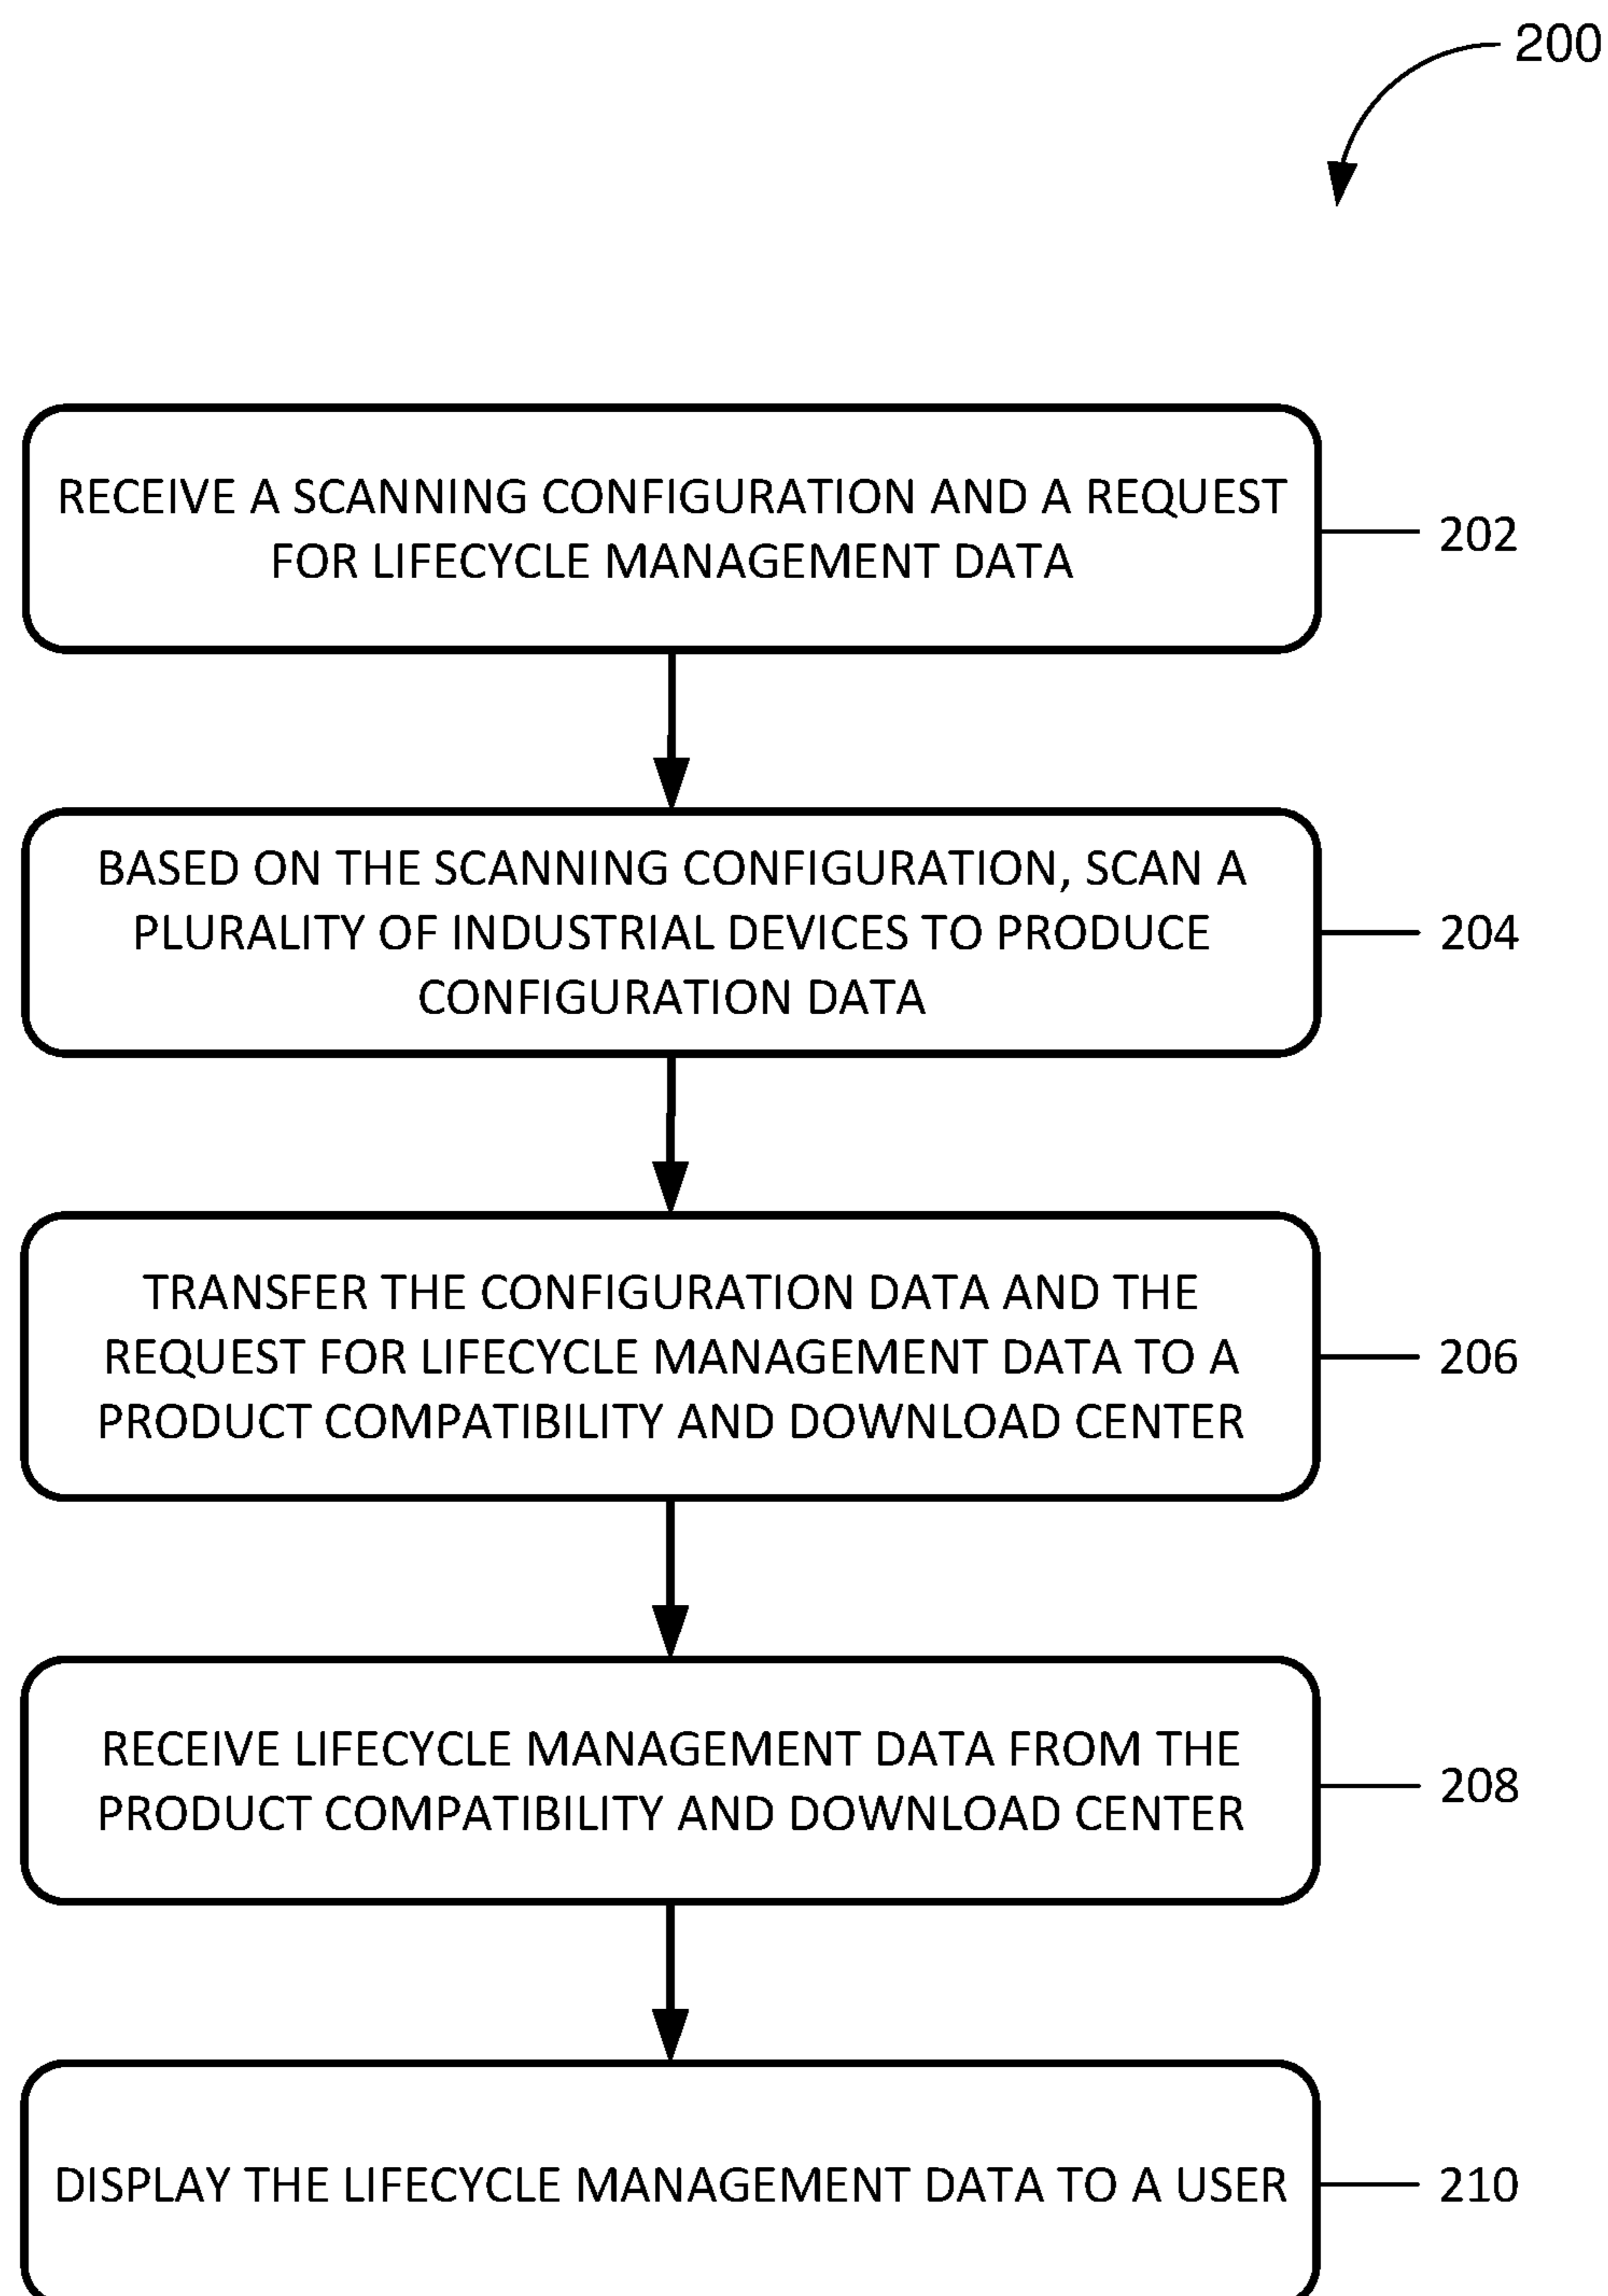 200
RECEIVE A SCANNING CONFIGURATION AND A REQUEST
FOR LIFECYCLE MANAGEMENT DATA
202
BASED ON THE SCANNING CONFIGURATION, SCAN A
PLURALITY OF INDUSTRIAL DEVICES TO PRODUCE
CONFIGURATION DATA
204
TRANSFER THE CONFIGURATION DATA AND THE
REQUEST FOR LIFECYCLE MANAGEMENT DATA TO A
PRODUCT COMPATIBILITY AND DOWNLOAD CENTER
206
RECEIVE LIFECYCLE MANAGEMENT DATA FROM THE
PRODUCT COMPATIBILITY AND DOWNLOAD CENTER
208
DISPLAY THE LIFECYCLE MANAGEMENT DATA TO A USER
210